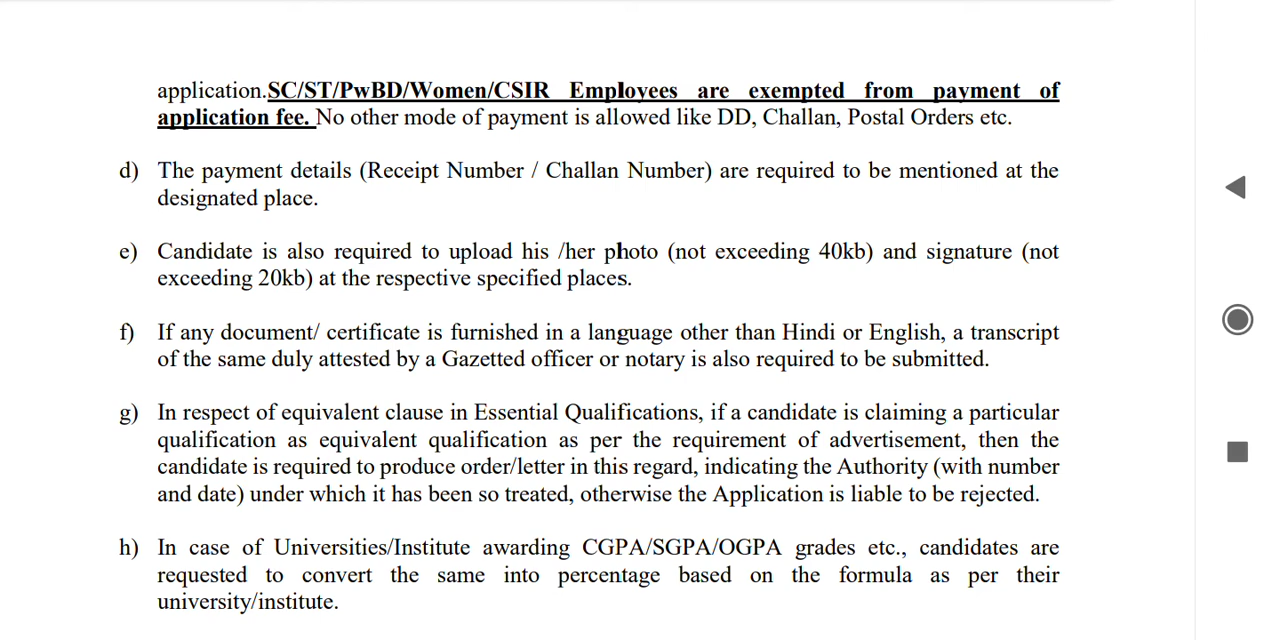 application.SC/ST/PwBD/Women/CSIR Employees are exempted from payment of
application fee. No other mode of payment is allowed like DD, Challan, Postal Orders etc.
d) The payment details (Receipt Number / Challan Number) are required to be mentioned at the
designated place.
e) Candidate is also required to upload his /her photo (not exceeding 40kb) and signature (not
exceeding 20kb) at the respective specified places.
f) If any document/ certificate is furnished in a language other than Hindi or English, a transcript
of the same duly attested by a Gazetted officer or notary is also required to be submitted.
g) In respect of equivalent clause in Essential Qualifications, if a candidate is claiming a particular
qualification as equivalent qualification as per the requirement of advertisement, then the
candidate is required to produce order/letter in this regard, indicating the Authority (with number
and date) under which it has been so treated, otherwise the Application is liable to be rejected.
h) In case of Universities/Institute awarding CGPA/SGPA/OGPA grades etc., candidates are
requested to convert the same into percentage based on the formula as per their
university/institute.